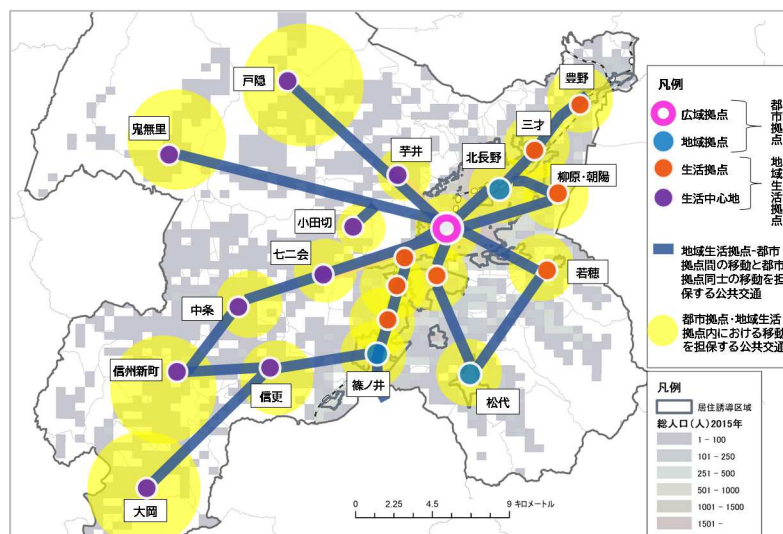 戸隠
豊野
鬼無里
三才
芋井
北長野
柳原・朝陽
小田切
七二会
若穂
中条
信州新町
信更
篠ノ井
松代
大岡
0 2.25 4.5 9 キロメートル
凡例
広域拠点
地域拠点
都市拠点
生活拠点
生活中心地
地域生活拠点
地域生活拠点-都市
拠点間の移動と都市
拠点同士の移動を担
保する公共交通
都市拠点・地域生活
拠点内における移動
を担保する公共交通
凡例
居住誘導区域
総人口(人)2015年
1 - 100
101 - 250
251 - 500
501 - 1000
1001 - 1500
1501 -